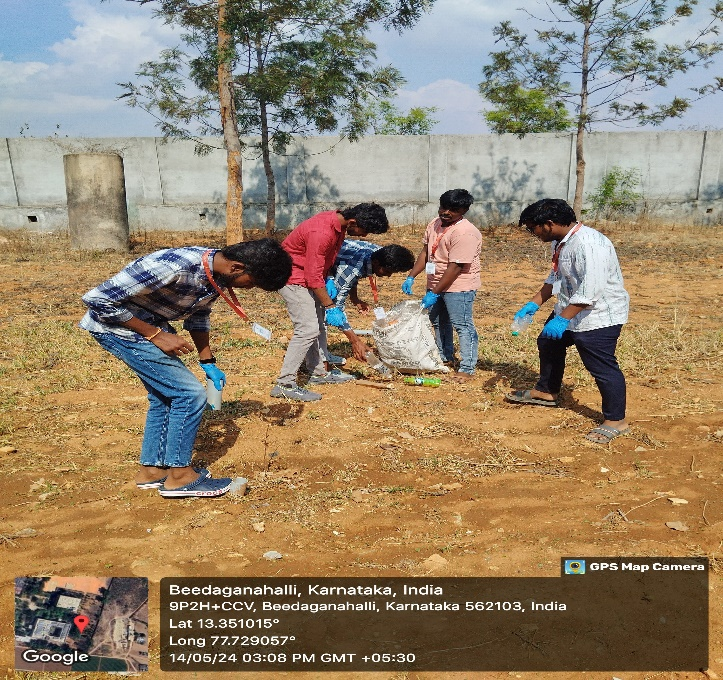 GPS Map Camera
Beedaganahalli, Karnataka, India
9P2H+CCV, Beedaganahalli, Karnataka 562103, India
Lat 13.351015°
Long 77.729057°
14/05/24 03:08 PM GMT +05:30
Google
crocs